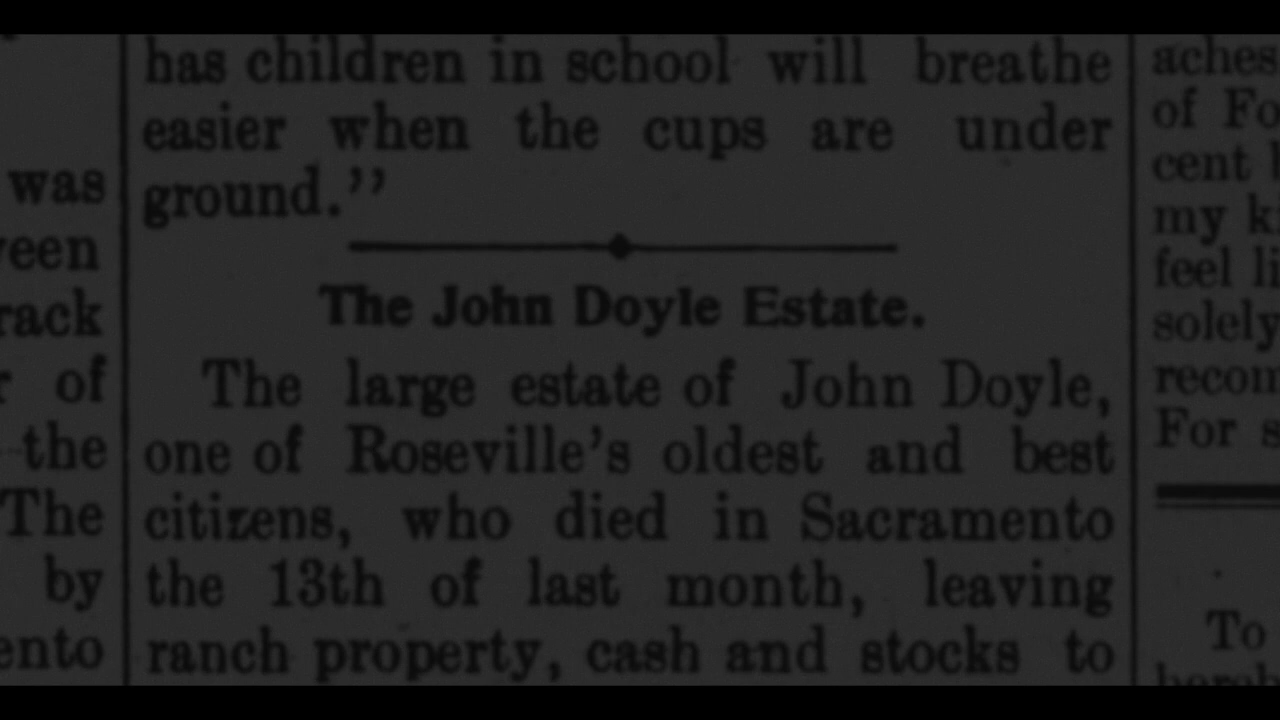 was
rack
of
the
The
by
has children in school will breathe
easier when the cups are under
ground.''
The John Doyle Estate.
The large estate of John Doyle,
one of Roseville's oldest and best
citizens, who died in Sacramento
the 13th of last month, leaving
ranch property, cash and stocks to
aches
of Fo
cent
my k
feel li
solely
recom
For s
To